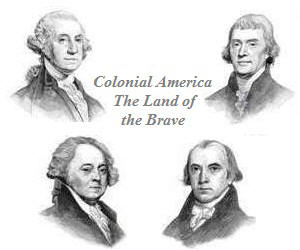 Colonial America
The Land of
the Brave